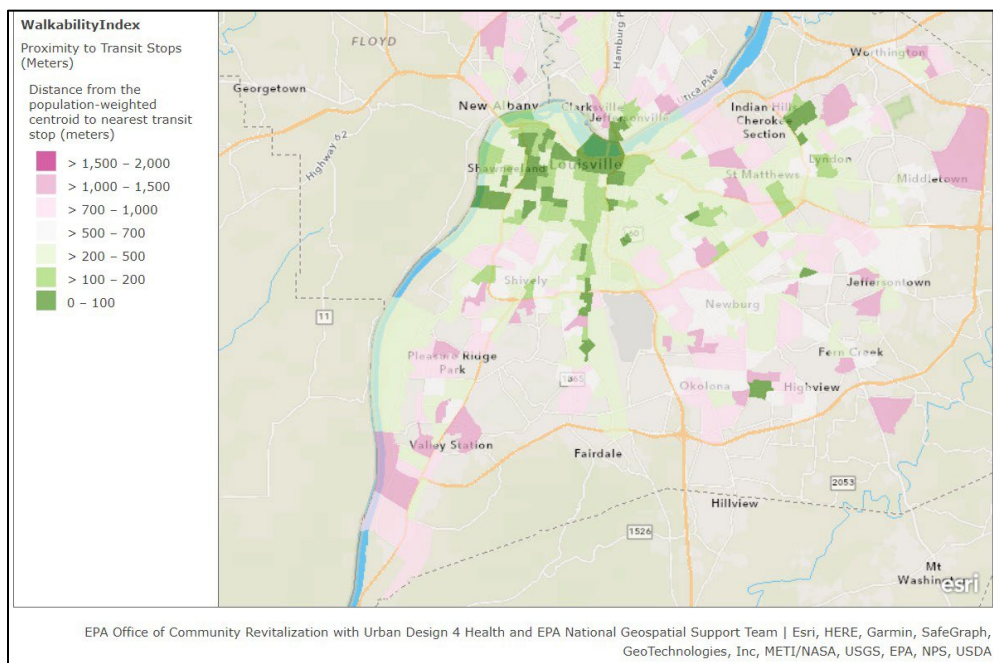 WalkabilityIndex
Proximity to Transit Stops
(Meters)
Distance from the
population-weighted
centroid to nearest transit
stop (meters)
> 1,500 – 2,000
> 1,000 – 1,500
> 700 – 1,000
> 500 – 700
> 200 – 500
> 100 – 200
0 – 100
FLOYD
Hamburg P
Worthington
Georgetown
Utica Pike
New Albany
Clarksville
Jeffersonville
Indian Hills
Cherokee
Section
Highway 62
Shawneeland
Louisville
Lyndon
St Matthews
Middletown
60
Shively
Jeffersontown
Newburg
11
Pleasure Ridge
Park
Fern Creek
1865
Okolona
Highview
Valley Station
Fairdale
2053
Hillview
1526
Mt
Washing
esri
EPA Office of Community Revitalization with Urban Design 4 Health and EPA National Geospatial Support Team | Esri, HERE, Garmin, SafeGraph,
GeoTechnologies, Inc, METI/NASA, USGS, EPA, NPS, USDA